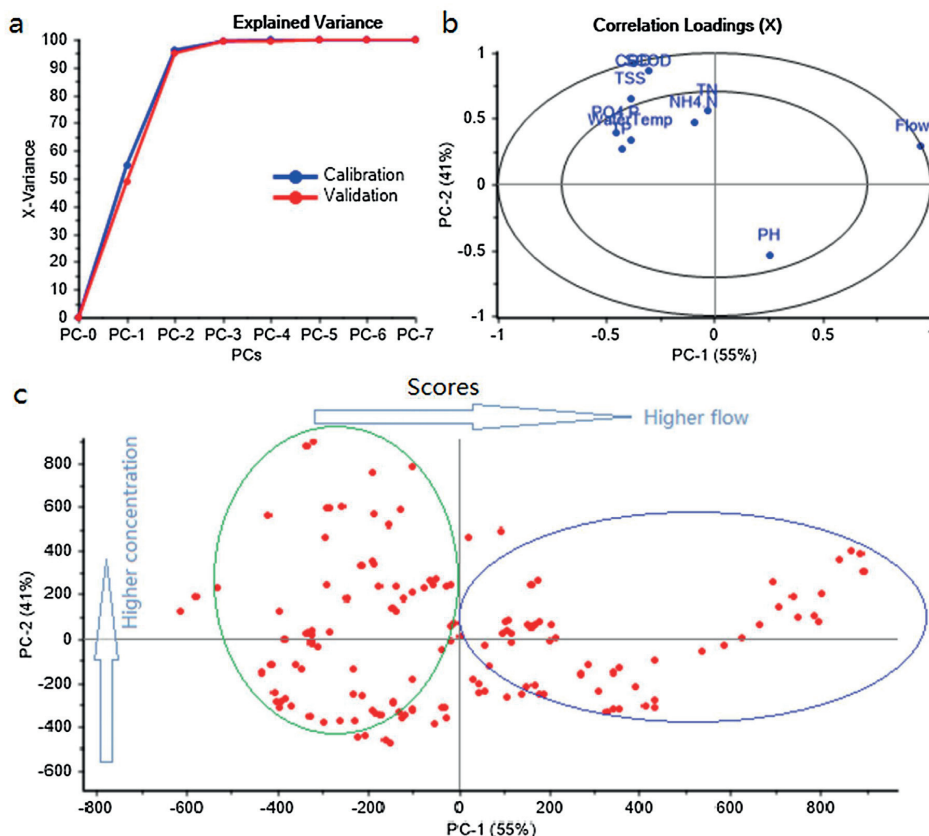 a
Explained Variance
100
90
80
70
60
50
40
30
20
10
0
X-Variance
Calibration
Validation
PC-0 PC-1 PC-2 PC-3 PC-4 PC-5 PC-6 PC-7
PCs
b
Correlation Loadings (X)
1
0.5
0
-0.5
-1
PC-2 (41%)
TSS
TN
NH4 N
PO4 P
WaterTemp
TP
Flow
PH
-1 -0.5 0 0.5 1
PC-1 (55%)
c
Scores
Higher flow
Higher concentration
800
600
400
200
0
-200
-400
-600
PC-2 (41%)
-800 -600 -400 -200 0 200 400 600 800
PC-1 (55%)